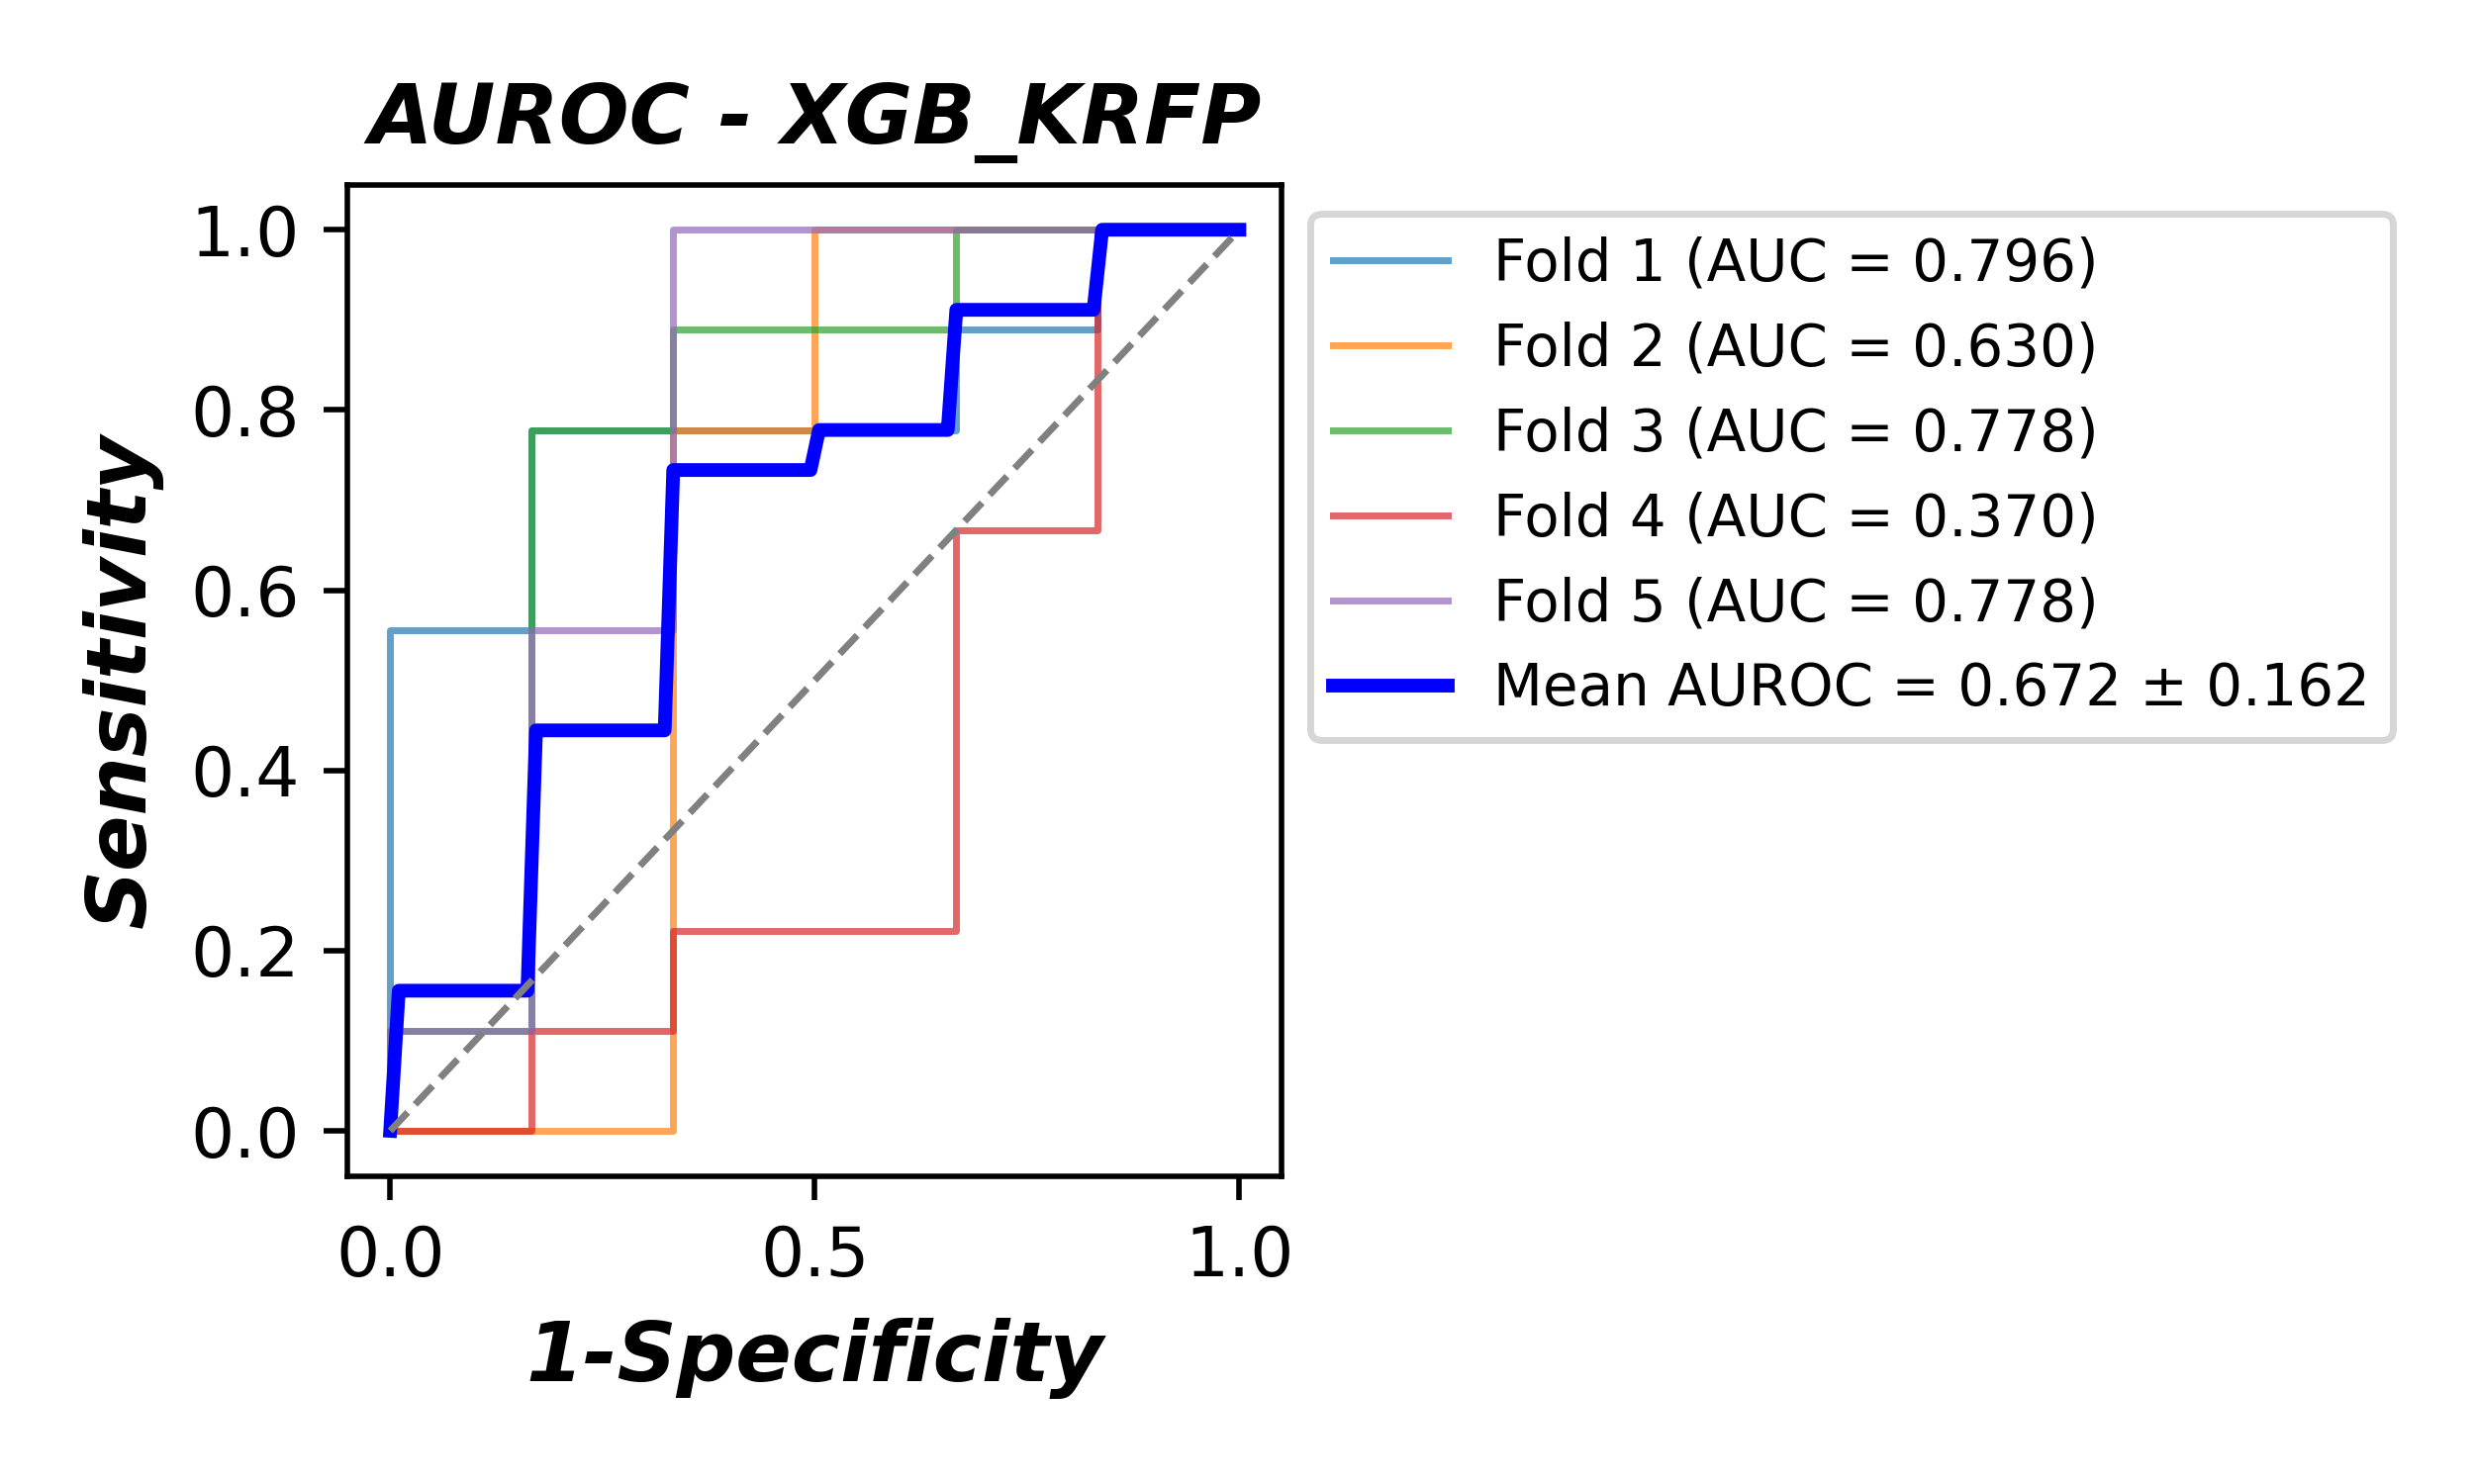 AUROC - XGB_KRFP
Sensitivity
1.0
0.8
0.6
0.4
0.2
0.0
0.0 0.5 1.0
1-Specificity
Fold 1 (AUC = 0.796)
Fold 2 (AUC = 0.630)
Fold 3 (AUC = 0.778)
Fold 4 (AUC = 0.370)
Fold 5 (AUC = 0.778)
Mean AUROC = 0.672 ± 0.162